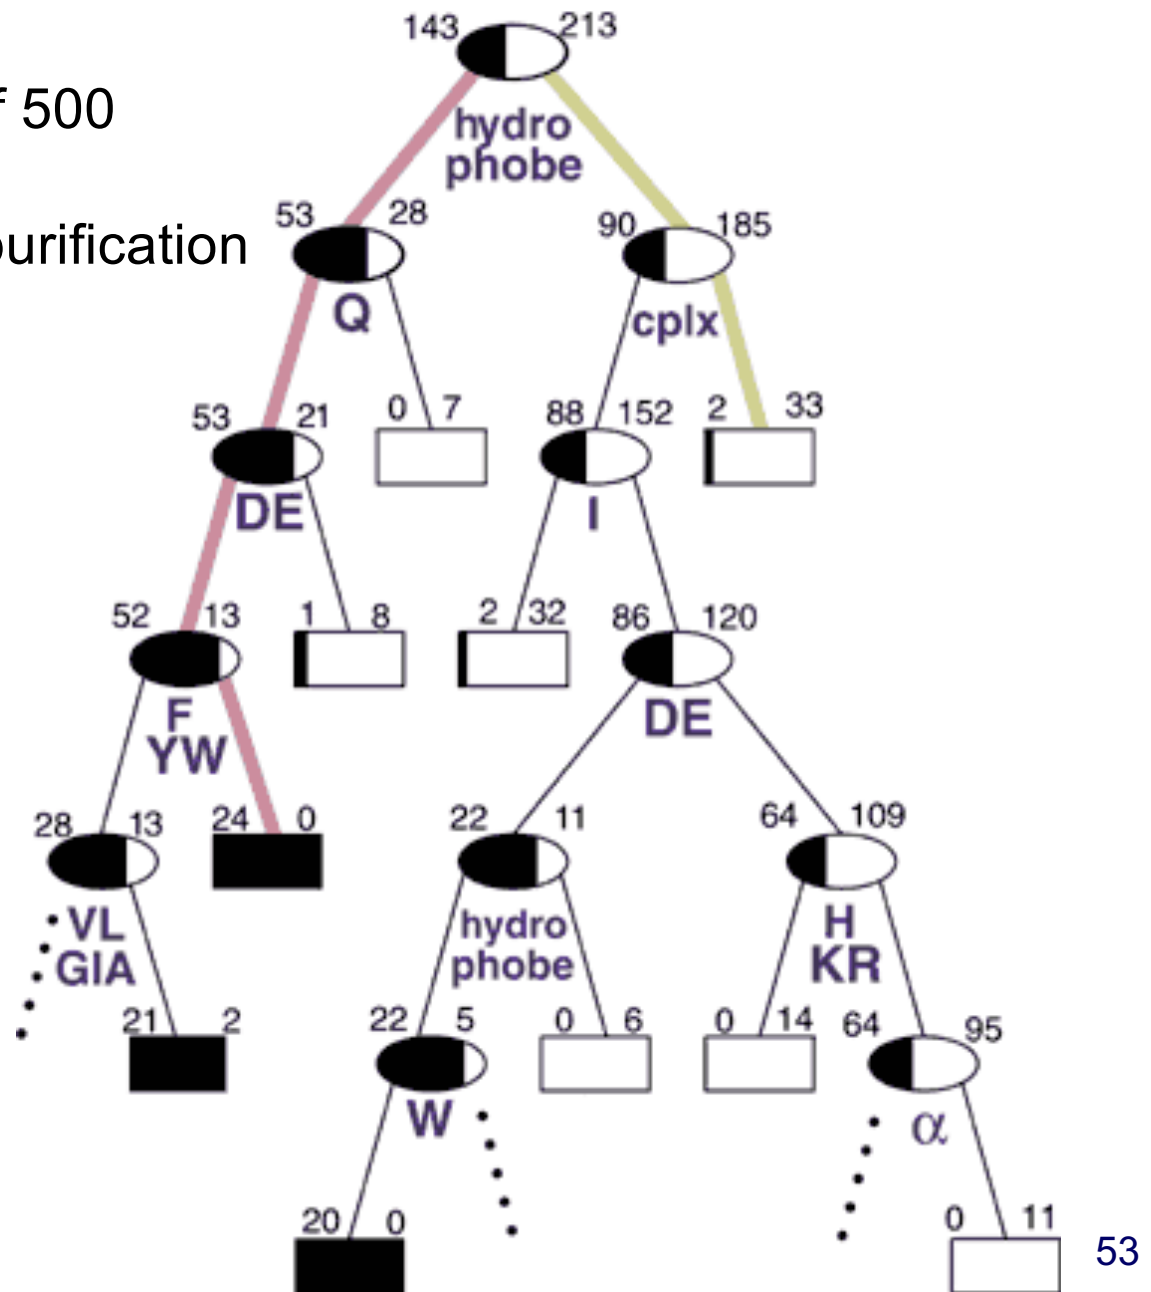 143 213
f 500
hydro
phobe
53 28
90 185
purification
Q
cplx
53 21
0 7
88 152
2 33
DE
I
52 13
1 8
2 32
86 120
F
YW
DE
28 13
24 0
22 11
64 109
VL
GIA
hydro
phobe
H
KR
21 2
22 5
0 6
0 14
64 95
W
α
20 0
0 11
53